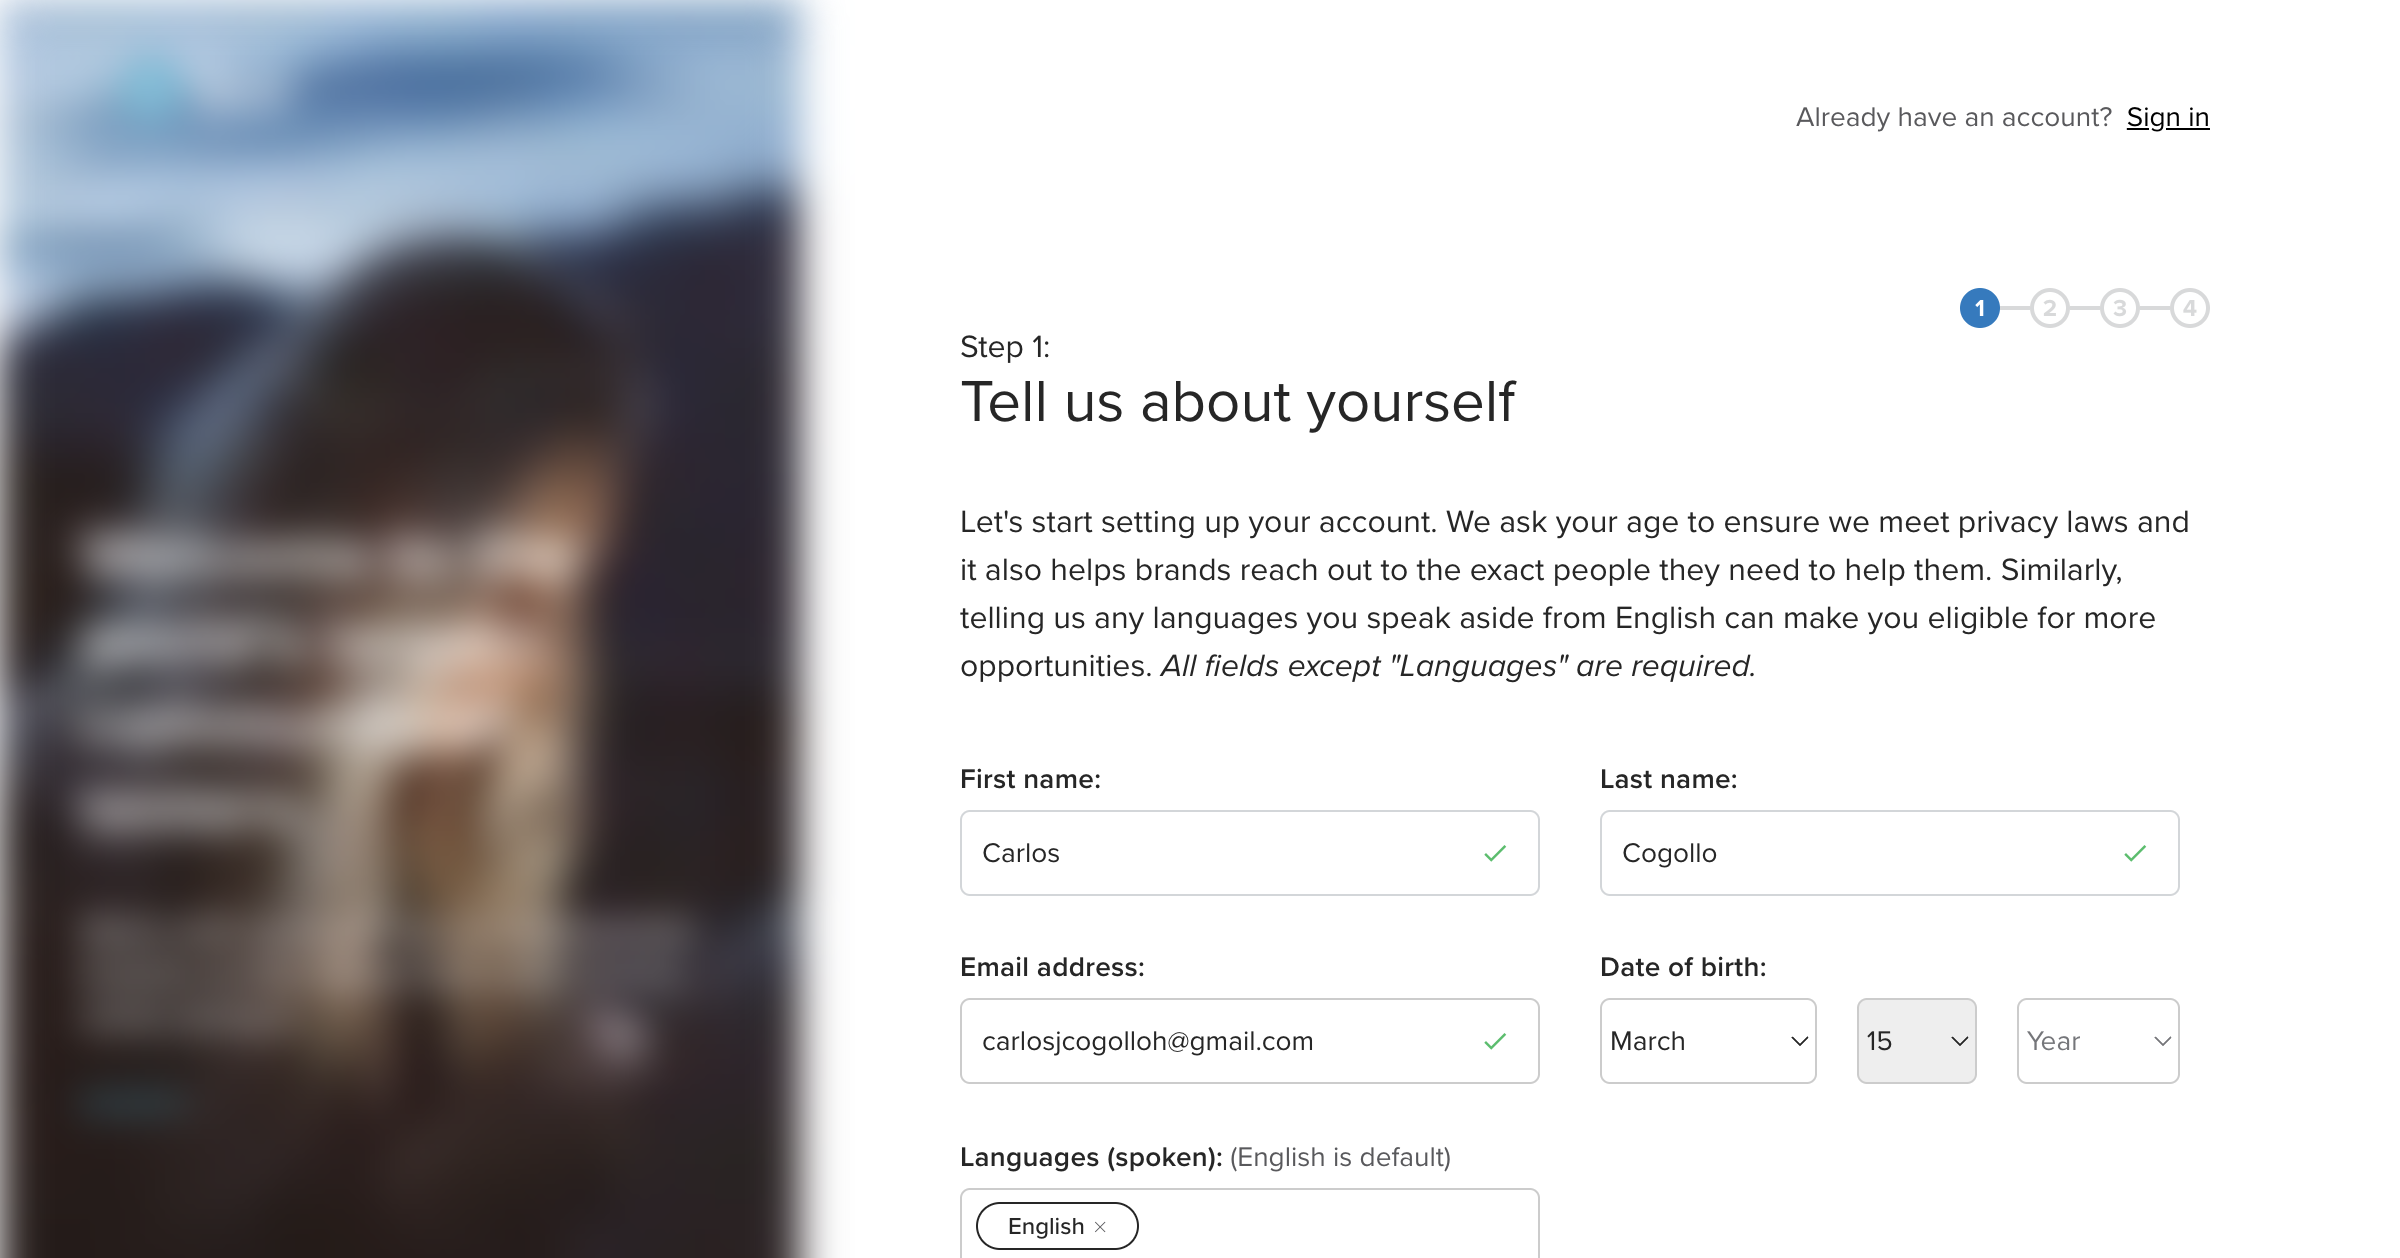 Already have an account? Sign in
1 2 3 4
Step 1:
Tell us about yourself
Let's start setting up your account. We ask your age to ensure we meet privacy laws and
it also helps brands reach out to the exact people they need to help them. Similarly,
telling us any languages you speak aside from English can make you eligible for more
opportunities. All fields except "Languages" are required.
First name:
Last name:
Carlos
Cogollo
Email address:
Date of birth:
carlosjcogolloh@gmail.com
March
15
Year
Languages (spoken): (English is default)
English ×